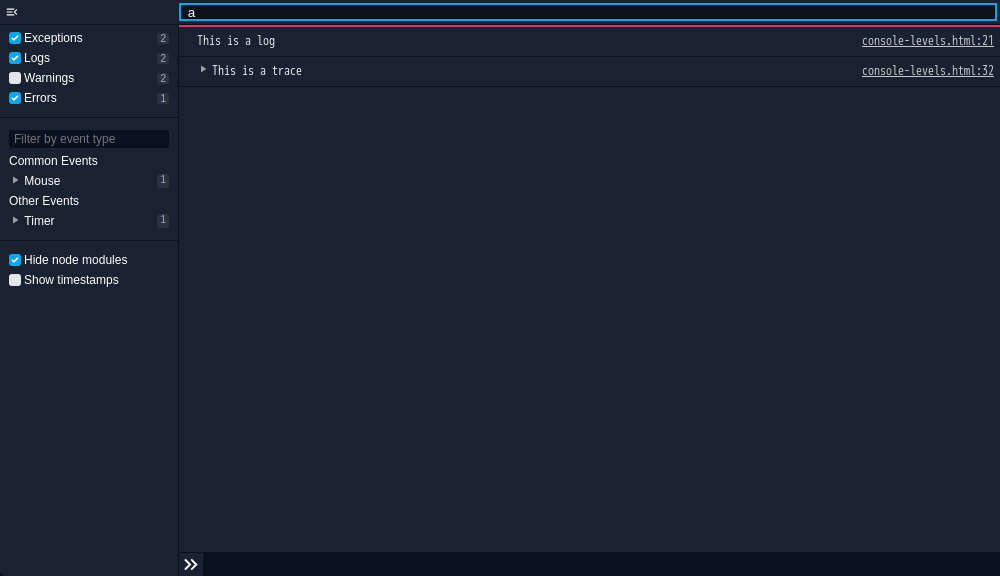 a
Exceptions 2
Logs 2
Warnings 2
Errors 1
Filter by event type
Common Events
Mouse 1
Other Events
Timer 1
Hide node modules
Show timestamps
This is a log console-levels.html:21
This is a trace console-levels.html:32